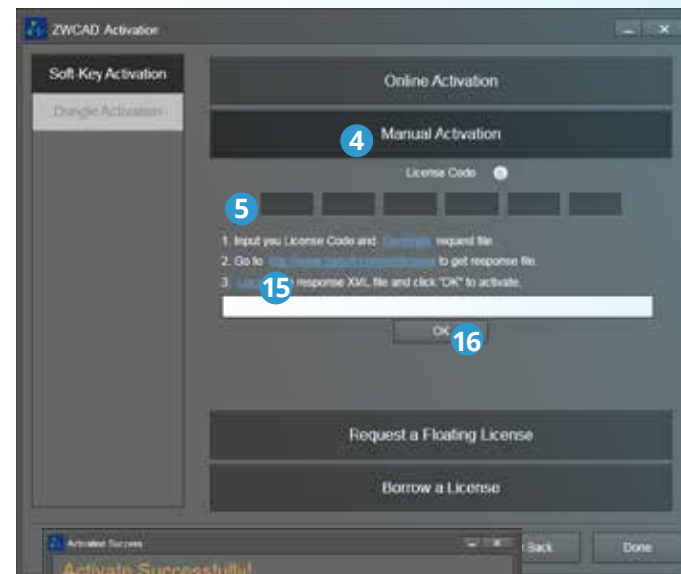 ZWCAD Activation
Soft-Key Activation
Dongle Activation
Online Activation
4 Manual Activation
License Code
5
1. Input you License Code and Generate request file.
2. Go to to get response file.
3. 15 response XML file and click "OK" to activate.
OK 16
Request a Floating License
Borrow a License
Back
Done
Activated Success
Activate Successfully!